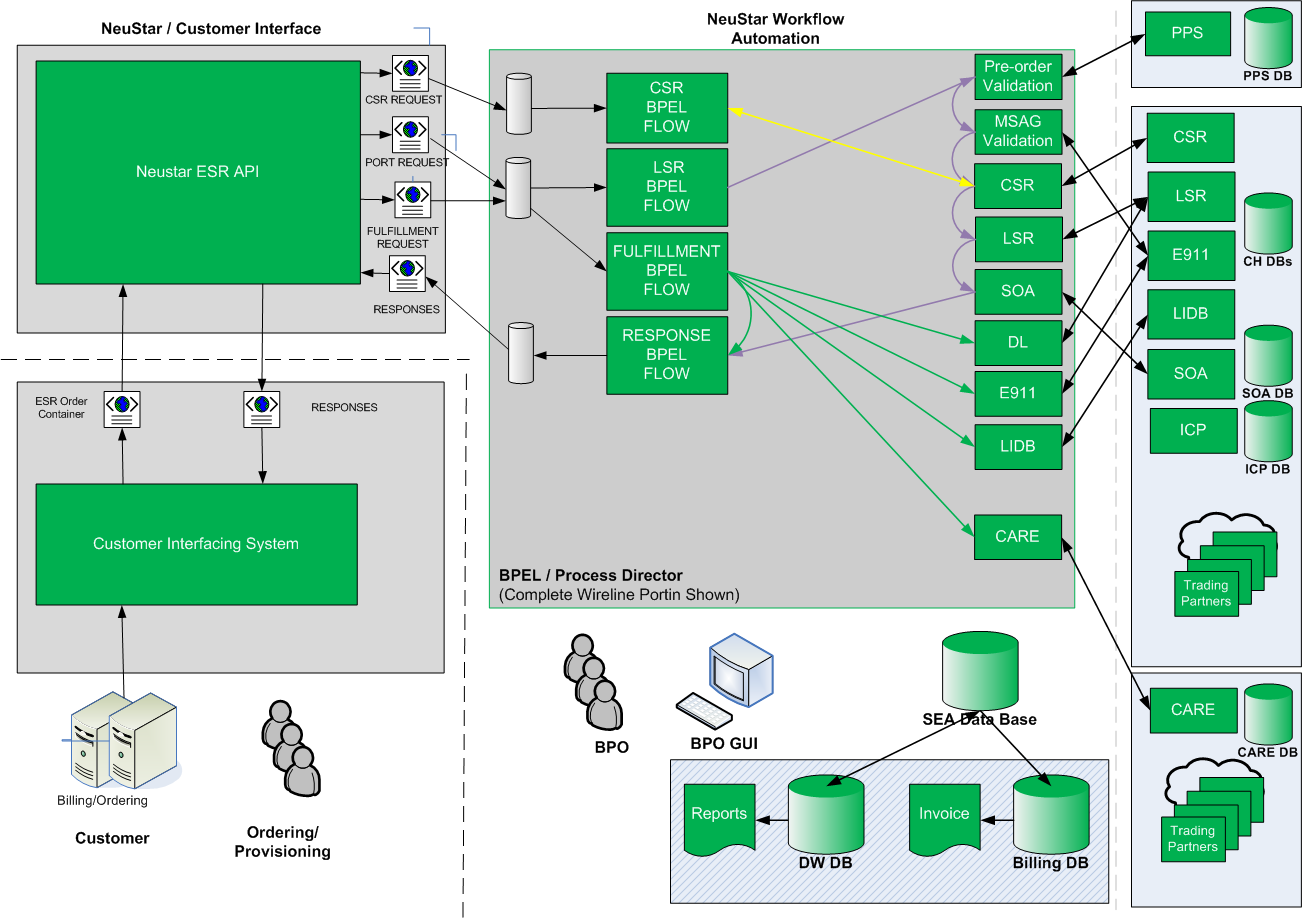 NeuStar / Customer Interface
Neustar ESR API
CSR REQUEST
PORT REQUEST
FULFILLMENT
REQUEST
RESPONSES
ESR Order
Container
RESPONSES
Customer Interfacing System
Billing/Ordering
Customer
Ordering/
Provisioning
NeuStar Workflow
Automation
CSR
BPEL
FLOW
LSR
BPEL
FLOW
FULFILLMENT
BPEL
FLOW
RESPONSE
BPEL
FLOW
Pre-order
Validation
MSAG
Validation
CSR
LSR
SOA
DL
E911
LIDB
CARE
BPEL / Process Director
(Complete Wireline Portin Shown)
BPO
BPO GUI
SEA Data Base
Reports
DW DB
Invoice
Billing DB
PPS
PPS DB
CSR
LSR
E911
CH DBs
LIDB
SOA
SOA DB
ICP
ICP DB
Trading
Partners
CARE
CARE DB
Trading
Partners